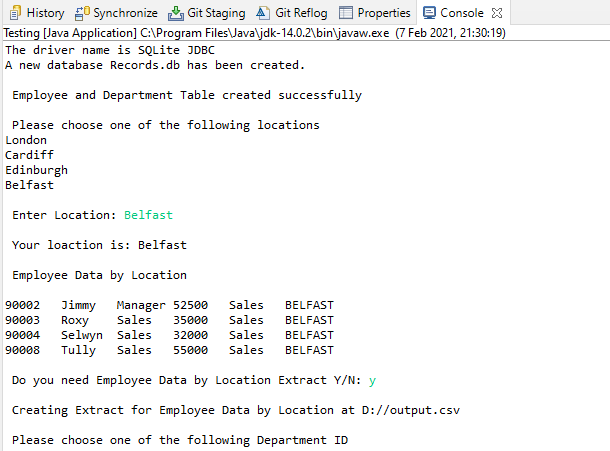 History Synchronize Git Staging Git Reflog Properties Console
Testing [Java Application] C:\Program Files\Java\jdk-14.0.2\bin\javaw.exe (7 Feb 2021, 21:30:19)
The driver name is SQLite JDBC
A new database Records.db has been created.
Employee and Department Table created successfully
Please choose one of the following locations
London
Cardiff
Edinburgh
Belfast
Enter Location: Belfast
Your loaction is: Belfast
Employee Data by Location
90002 Jimmy Manager 52500 Sales BELFAST
90003 Roxy Sales 35000 Sales BELFAST
90004 Selwyn Sales 32000 Sales BELFAST
90008 Tully Sales 55000 Sales BELFAST
Do you need Employee Data by Location Extract Y/N: y
Creating Extract for Employee Data by Location at D://output.csv
Please choose one of the following Department ID